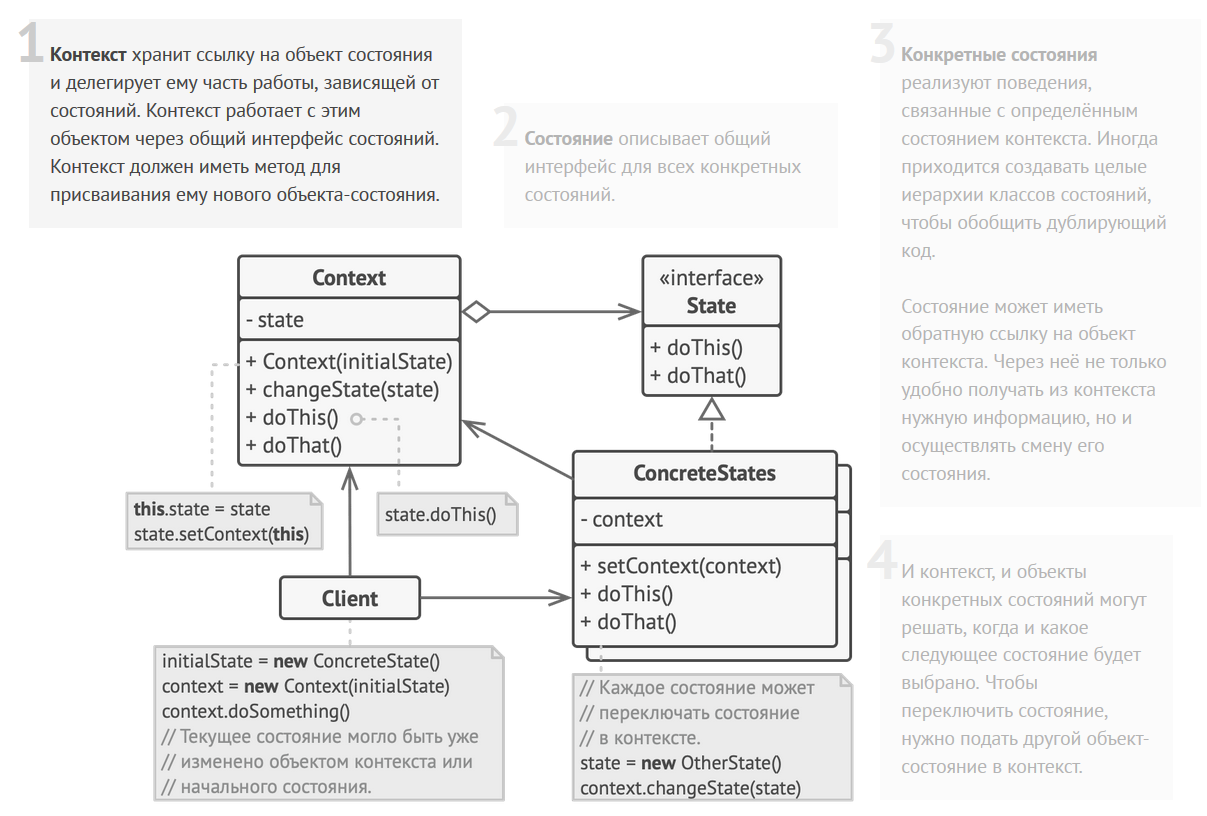 1
Контекст хранит ссылку на объект состояния
и делегирует ему часть работы, зависящей от
состояний. Контекст работает с этим
объектом через общий интерфейс состояний.
Контекст должен иметь метод для
присваивания ему нового объекта-состояния.
2
Состояние описывает общий
интерфейс для всех конкретных
состояний.
3
Конкретные состояния
реализуют поведения,
связанные с определённым
состоянием контекста. Иногда
приходится создавать целые
иерархии классов состояний,
чтобы обобщить дублирующий
код.
Состояние может иметь
обратную ссылку на объект
контекста. Через неё не только
удобно получать из контекста
нужную информацию, но и
осуществлять смену его
состояния.
Context
- state
+ Context(initialState)
+ changeState(state)
+ doThis()
+ doThat()
«interface»
State
+ doThis()
+ doThat()
this.state = state
state.setContext(this)
state.doThis()
ConcreteStates
- context
+ setContext(context)
+ doThis()
+ doThat()
Client
initialState = new ConcreteState()
context = new Context(initialState)
context.doSomething()
// Текущее состояние могло быть уже
// изменено объектом контекста или
// начального состояния.
// Каждое состояние может
// переключать состояние
// в контексте.
state = new OtherState()
context.changeState(state)
4
И контекст, и объекты
конкретных состояний могут
решать, когда и какое
следующее состояние будет
выбрано. Чтобы
переключить состояние,
нужно подать другой объект-
состояние в контекст.